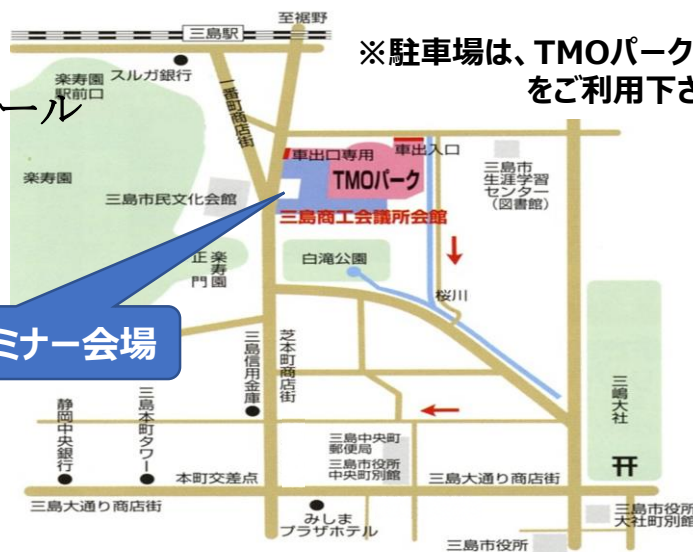 至裾野
三島駅
※駐車場は、TMOパーク
をご利用下さ
スルガ銀行
楽寿園
駅前口
一番町商店街
ール
車出口専用
車出入口
TMOパーク
三島市
生涯学習
センター
（図書館）
楽寿園
三島市民文化会館
三島商工会議所会館
楽寿園
正門
白滝公園
桜川
ミナー会場
三島信用金庫
芝本町商店街
三嶋大社
静岡中央銀行
三島本町タワー
三島中央町
郵便局
三島市役所
中央町別館
本町交差点
三島大通り商店街
三島大通り商店街
みしま
プラザホテル
三島市役所
大社町別館
三島市役所